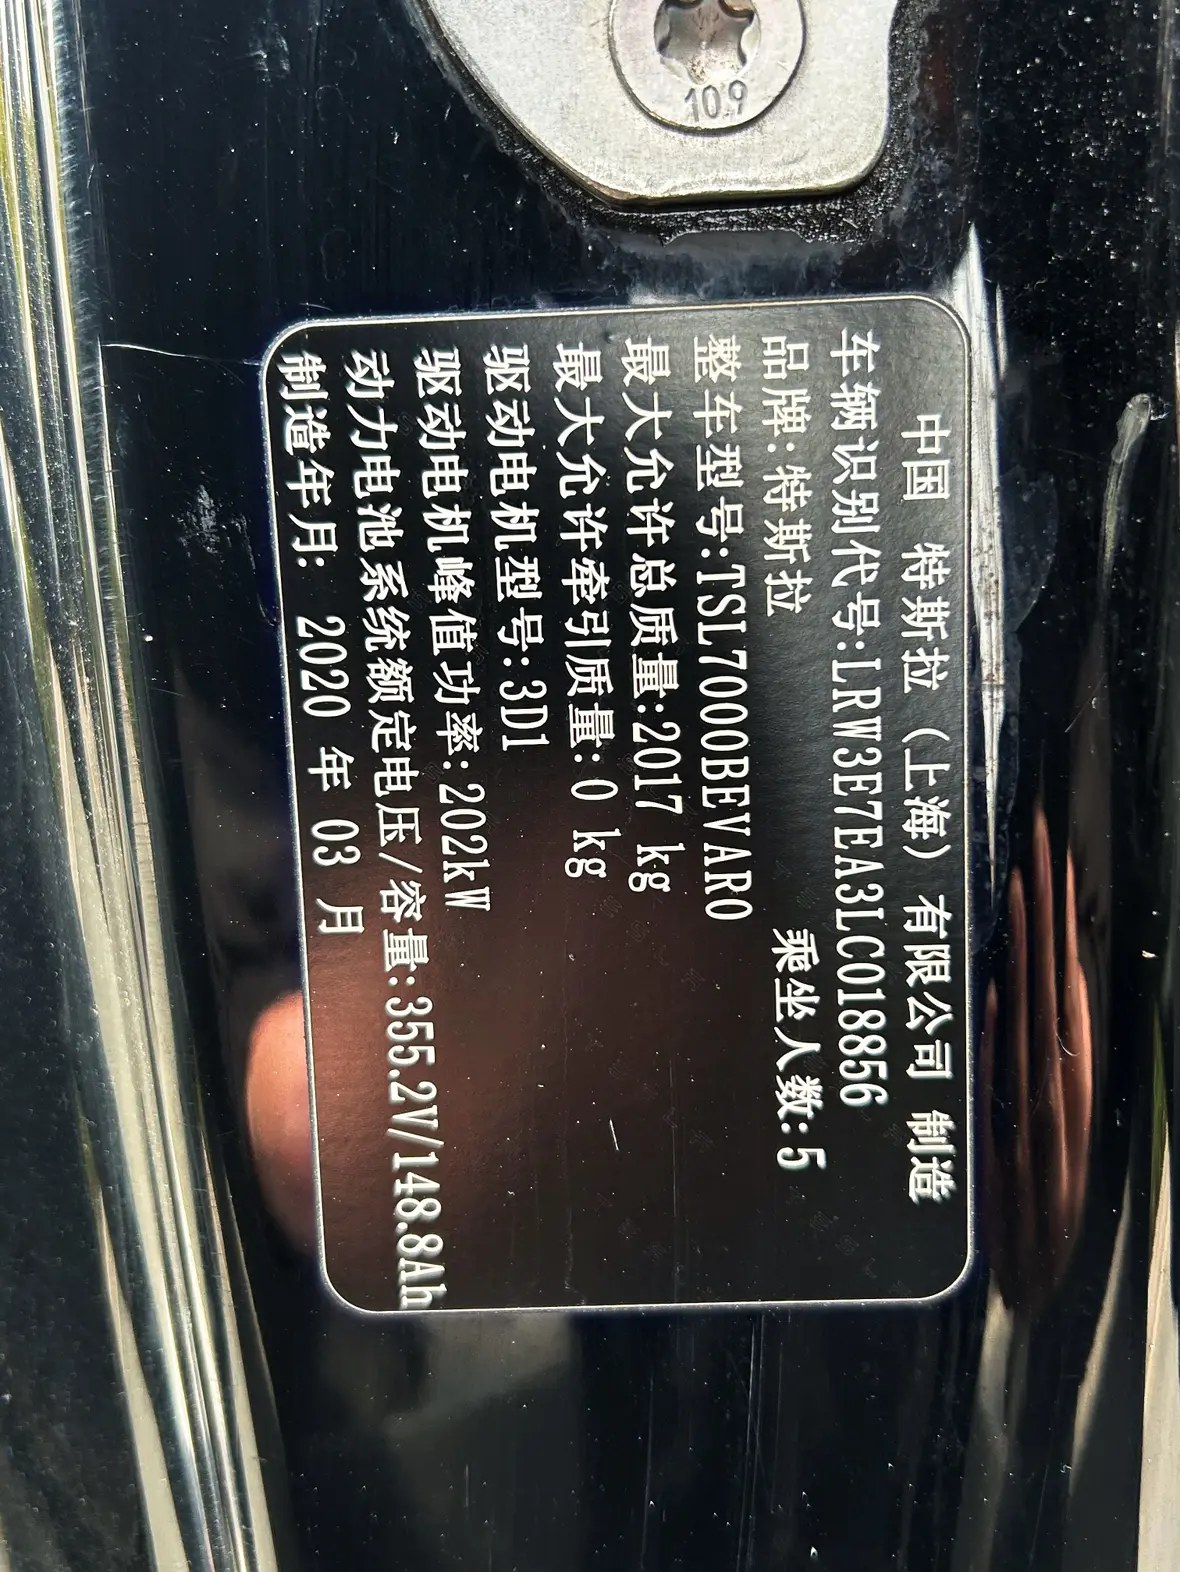 10.9
中国 特斯拉（上海）有限公司 制造
车辆识别代号:LRW3E7EA3LC018856
品牌:特斯拉 乘坐人数:5
整车型号:TSL7000BEVAR0
最大允许总质量:2017 kg
最大允许牵引质量:0 kg
驱动电机型号:3D1
驱动电机峰值功率:202kW
动力电池系统额定电压/容量:355.2V/148.8Ah
制造年月: 2020 年 03 月